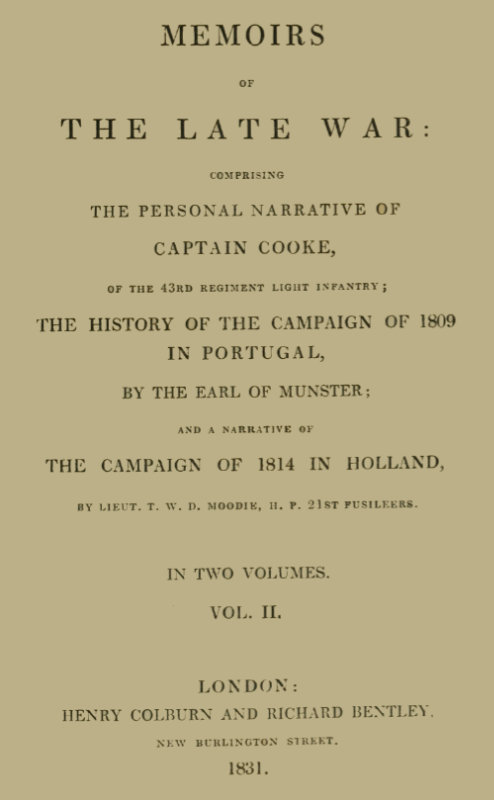 MEMOIRS
OF
THE LATE WAR:
COMPRISING
THE PERSONAL NARRATIVE OF
CAPTAIN COOKE,
OF THE 43RD REGIMENT LIGHT INFANTRY;
THE HISTORY OF THE CAMPAIGN OF 1809
IN PORTUGAL,
BY THE EARL OF MUNSTER;
AND A NARRATIVE OF
THE CAMPAIGN OF 1814 IN HOLLAND,
BY LIEUT. T. W. D. MOODIE, H. P. 21ST FUSILEERS.
IN TWO VOLUMES.
VOL. II.
LONDON:
HENRY COLBURN AND RICHARD BENTLEY.
NEW BURLINGTON STREET.
1831.